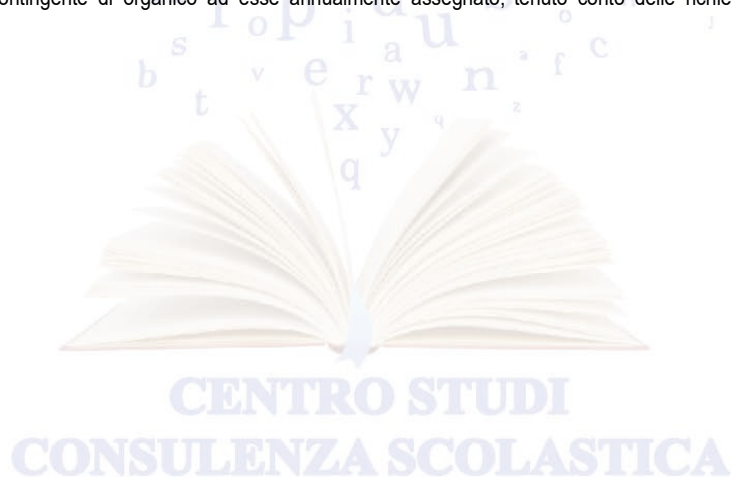 ontingente di organico ad esse annualmente assegnato, tenuto conto delle richie
CENTRO STUDI
CONSULENZA SCOLASTICA